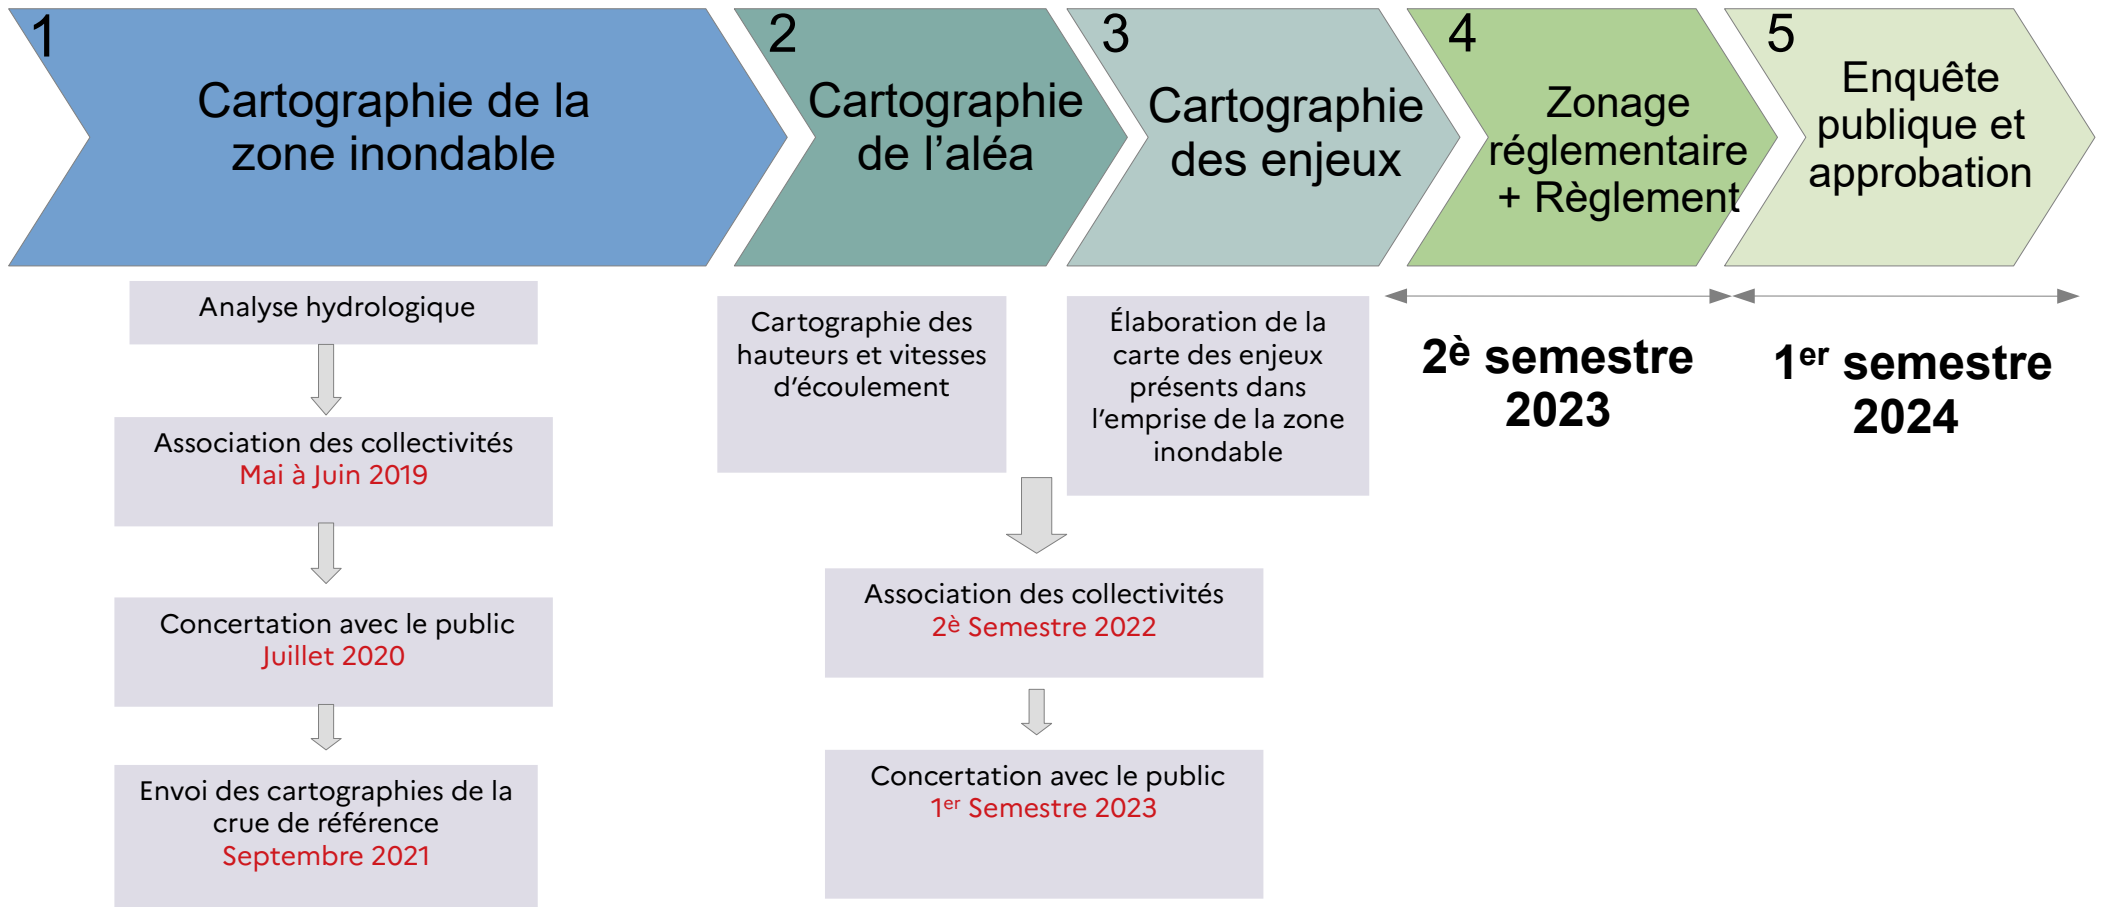 1
Cartographie de la
zone inondable
2
Cartographie
de l’aléa
3
Cartographie
des enjeux
4
Zonage
réglementaire
+ Règlement
5
Enquête
publique et
approbation
Analyse hydrologique
Association des collectivités
Mai à Juin 2019
Concertation avec le public
Juillet 2020
Envoi des cartographies de la
crue de référence
Septembre 2021
Cartographie des
hauteurs et vitesses
d’écoulement
Élaboration de la
carte des enjeux
présents dans
l’emprise de la zone
inondable
Association des collectivités
2è Semestre 2022
Concertation avec le public
1er Semestre 2023
2è semestre
2023
1er semestre
2024